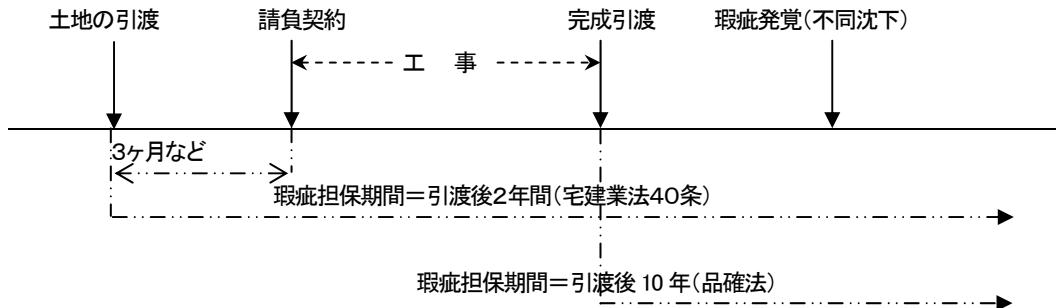 土地の引渡 請負契約 完成引渡 瑕疵発覚(不同沈下)
工 事
3ヶ月など
瑕疵担保期間=引渡後2年間(宅建業法40条)
瑕疵担保期間=引渡後10年(品確法)